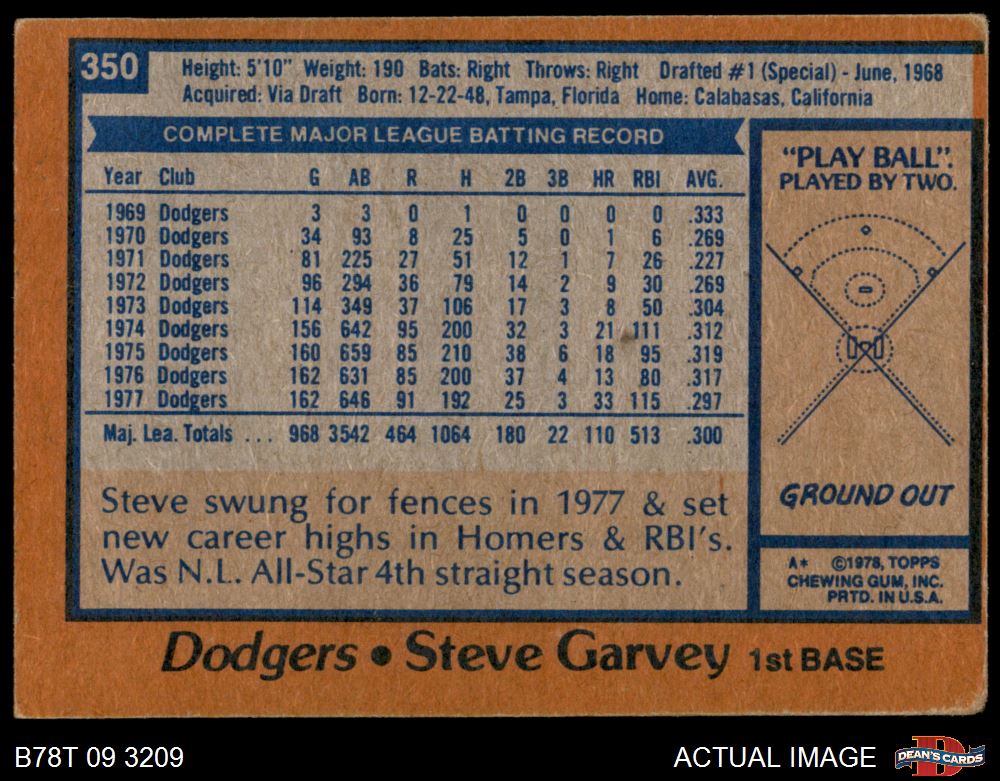 350
Height: 5'10" Weight: 190 Bats: Right Throws: Right Drafted #1 (Special) - June, 1968
Acquired: Via Draft Born: 12-22-48, Tampa, Florida Home: Calabasas, California
COMPLETE MAJOR LEAGUE BATTING RECORD
Year Club G AB R H 2B 3B HR RBI AVG.
1969 Dodgers 3 3 0 1 0 0 0 0 .333
1970 Dodgers 34 93 8 25 5 0 1 6 .269
1971 Dodgers 81 225 27 51 12 1 7 26 .227
1972 Dodgers 96 294 36 79 14 2 9 30 .269
1973 Dodgers 114 349 37 106 17 3 8 50 .304
1974 Dodgers 156 642 95 200 32 3 21 111 .312
1975 Dodgers 160 659 85 210 38 6 18 95 .319
1976 Dodgers 162 631 85 200 37 4 13 80 .317
1977 Dodgers 162 646 91 192 25 3 33 115 .297
Maj. Lea. Totals ... 968 3542 464 1064 180 22 110 513 .300
Steve swung for fences in 1977 & set
new career highs in Homers & RBI's.
Was N.L. All-Star 4th straight season.
"PLAY BALL".
PLAYED BY TWO.
GROUND OUT
A* ©1978, TOPPS
CHEWING GUM, INC.
PRTD. IN U.S.A.
Dodgers • Steve Garvey 1st BASE
B78T 09 3209
ACTUAL IMAGE
D
DEAN'S CARDS